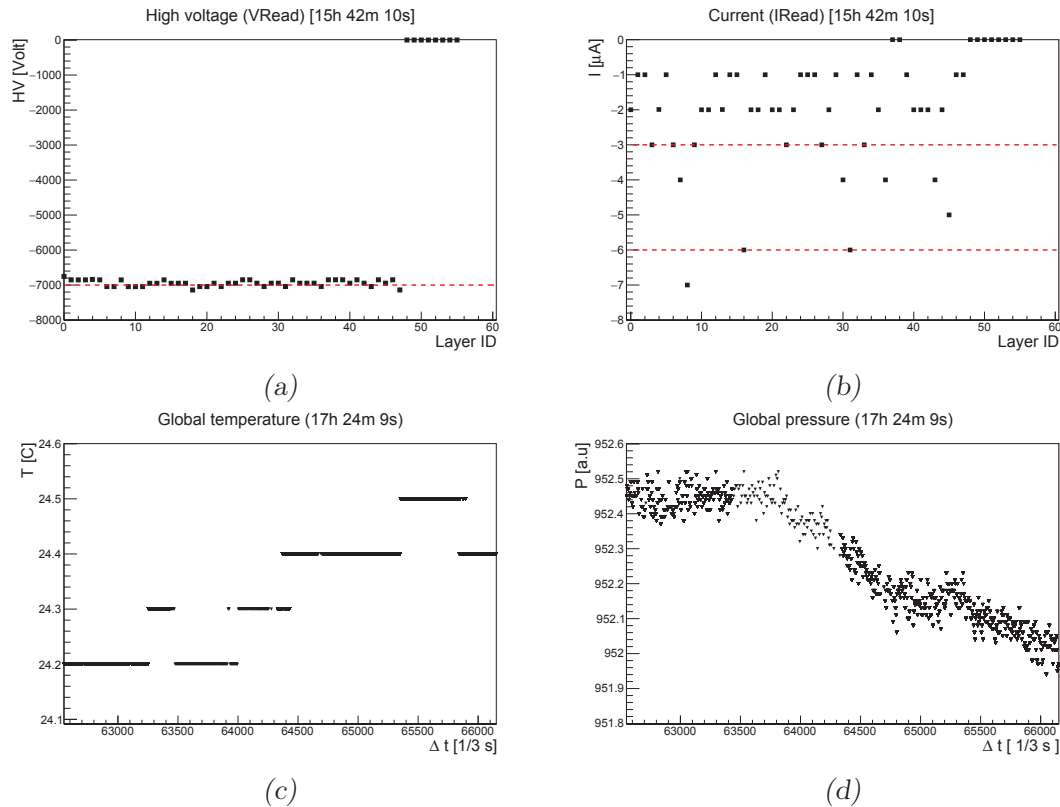 High voltage (VRead) [15h 42m 10s]
HV [Volt]
0
−1000
−2000
−3000
−4000
−5000
−6000
−7000
−8000
0 10 20 30 40 50 60
Layer ID
(a)
Current (IRead) [15h 42m 10s]
I [μA]
0
−1
−2
−3
−4
−5
−6
−7
−8
0 10 20 30 40 50 60
Layer ID
(b)
Global temperature (17h 24m 9s)
T [C]
24.6
24.5
24.4
24.3
24.2
24.1
63000 63500 64000 64500 65000 65500 66000
Δ t [1/3 s]
(c)
Global pressure (17h 24m 9s)
P [a.u]
952.6
952.5
952.4
952.3
952.2
952.1
952
951.9
951.8
63000 63500 64000 64500 65000 65500 66000
Δ t [ 1/3 s ]
(d)